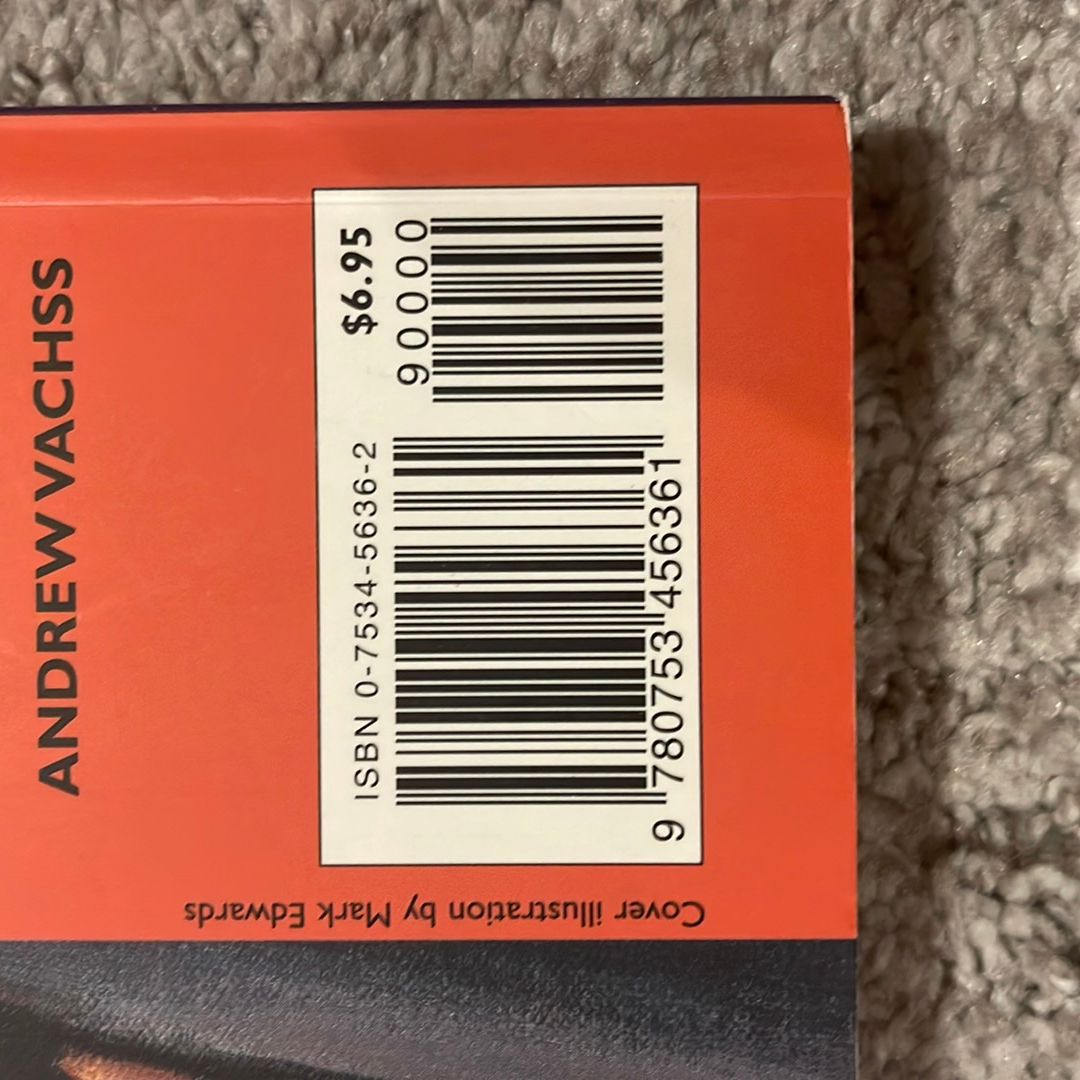 ANDREW VACHSS
ISBN 0-7534-5636-2
$6.95
90000
9 780753 456361
Cover illustration by Mark Edwards